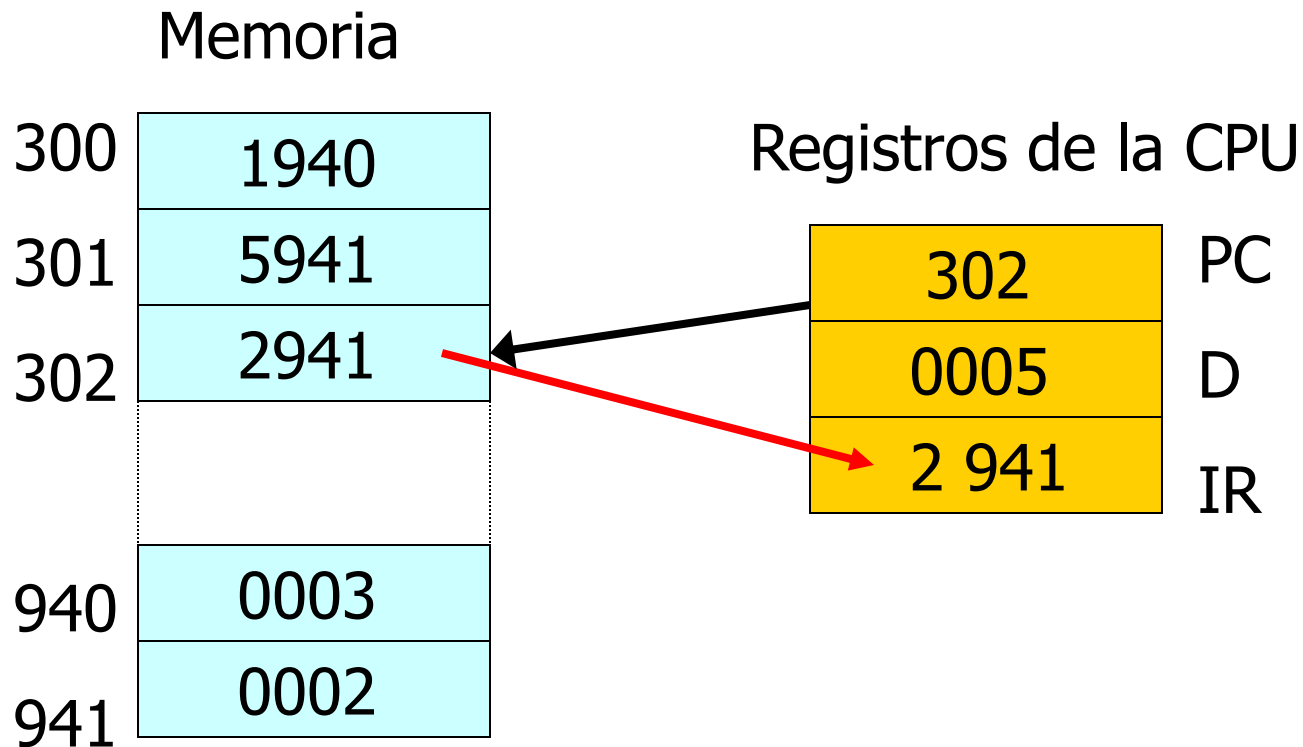 Memoria
300 1940
301 5941
302 2941
940 0003
941 0002
Registros de la CPU
302 PC
0005 D
2 941 IR